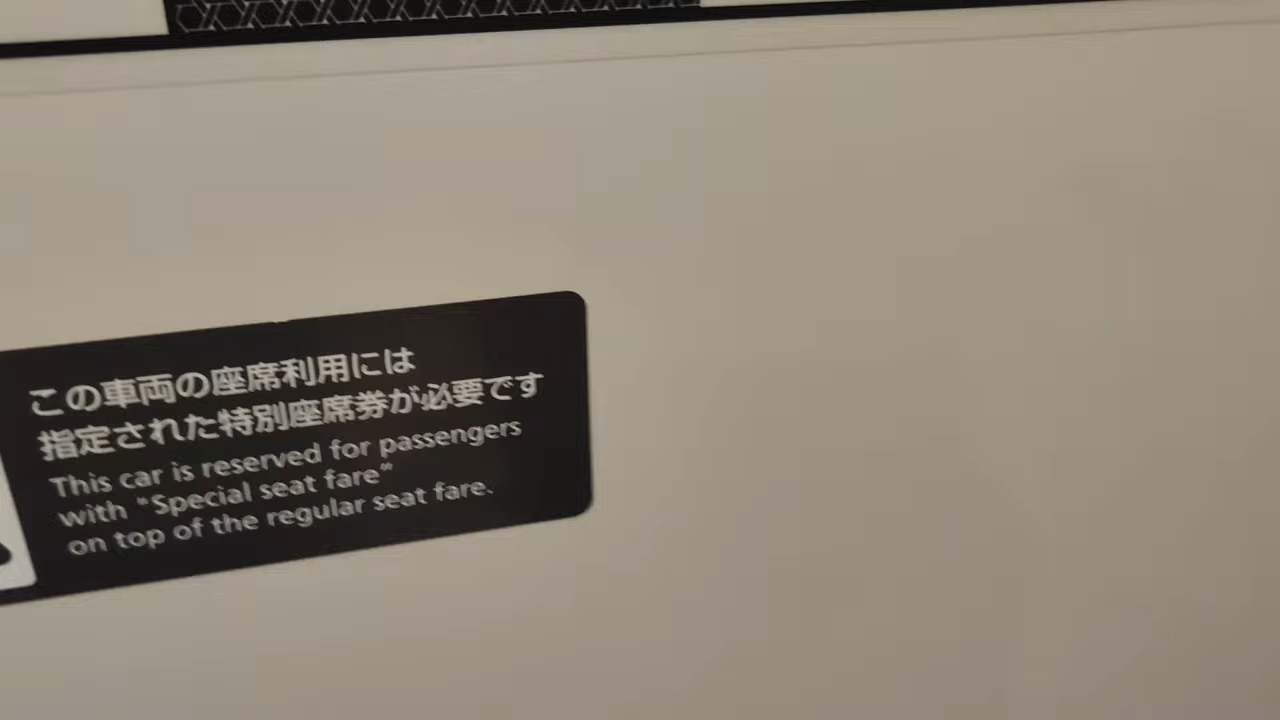 この車両の座席利用には
指定された特別座席券が必要です
This car is reserved for passengers
with "Special seat fare"
on top of the regular seat fare.